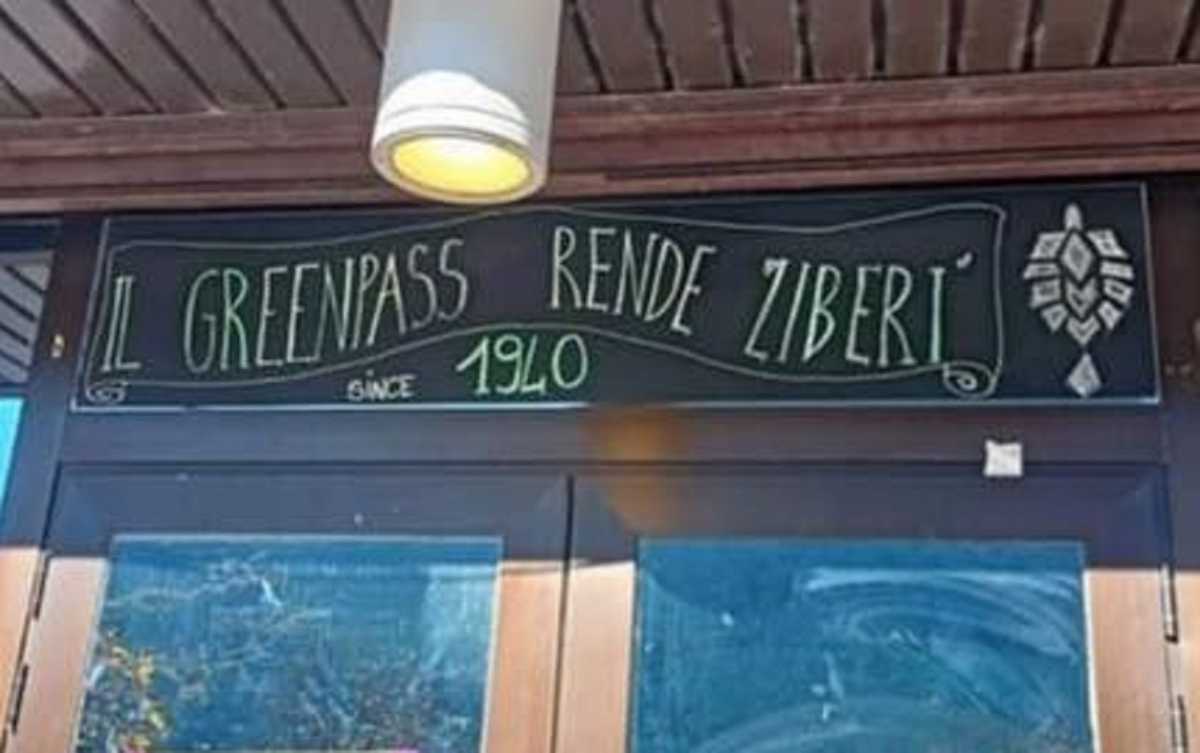 IL GREENPASS RENDE ZIBERI'
SINCE 1940